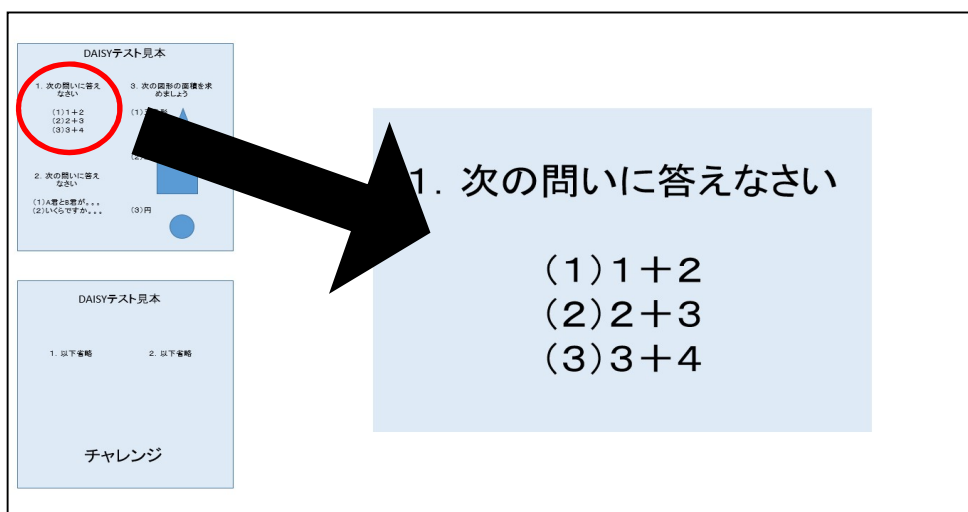 DAISYテスト見本
1．次の問いに答え
なさい
(1)1＋2
(2)2＋3
(3)3＋4
2．次の問いに答え
なさい
(1)A君とB君が。。。
(2)いくらですか。。。
3．次の図形の面積を求
めましょう
(1)
(2)
(3)円
DAISYテスト見本
1．以下省略
2．以下省略
チャレンジ
1．次の問いに答えなさい
(1)1＋2
(2)2＋3
(3)3＋4